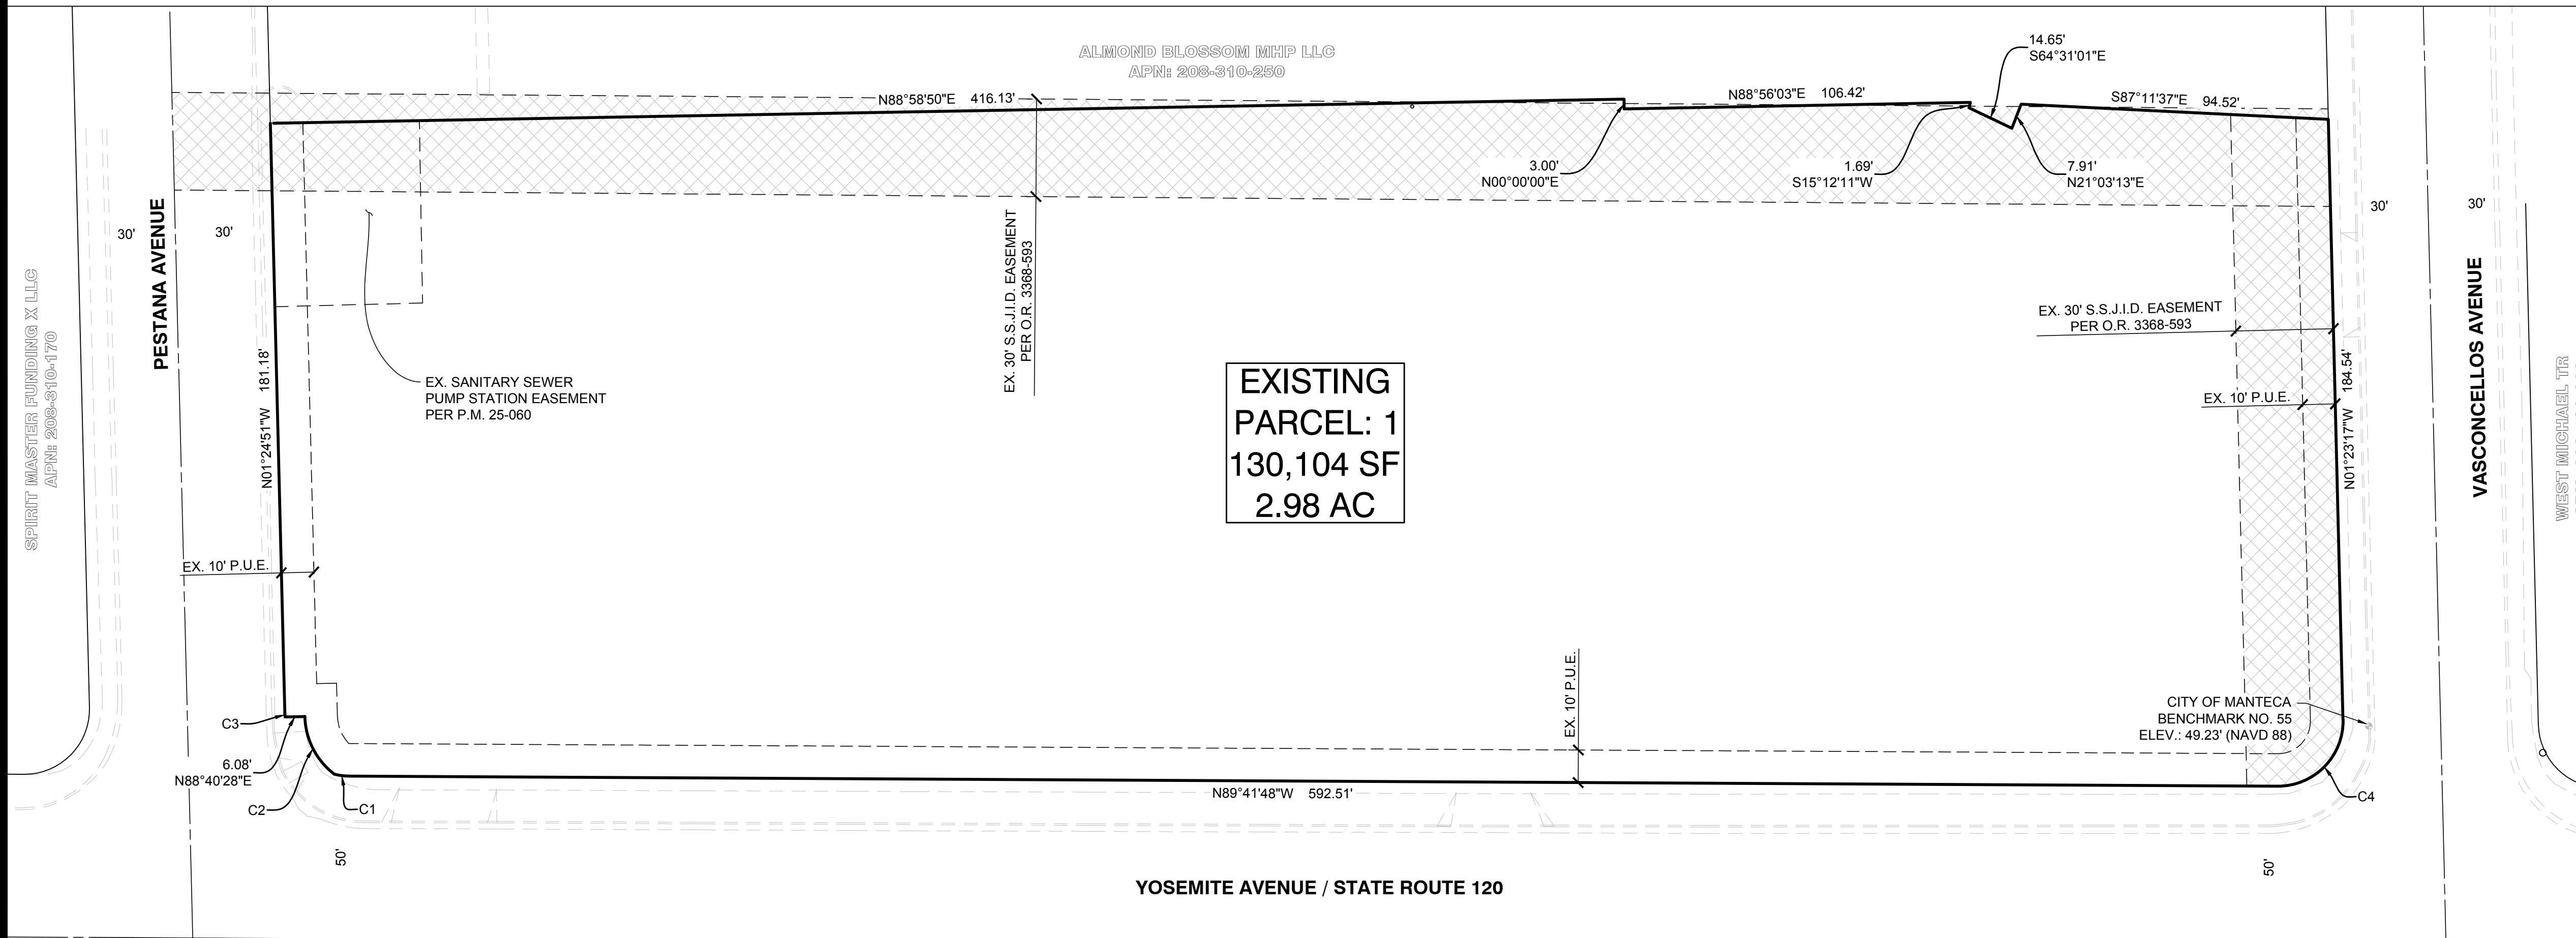 ALMOND BLOSSOM MHP LLC
APN: 208-310-250
14.65'
S64°31'01"E
N88°58'50"E 416.13'
N88°56'03"E 106.42'
S87°11'37"E 94.52'
3.00'
N00°00'00"E
1.69'
S15°12'11"W
7.91'
N21°03'13"E
SPIRIT MASTER FUNDING X LLC
APN: 208-310-170
30'
PESTANA AVENUE
30'
N01°24'51"W 181.18'
EX. SANITARY SEWER
PUMP STATION EASEMENT
PER P.M. 25-060
EX. 30' S.S.J.I.D. EASEMENT
PER O.R. 3368-593
EXISTING
PARCEL: 1
130,104 SF
2.98 AC
EX. 30' S.S.J.I.D. EASEMENT
PER O.R. 3368-593
EX. 10' P.U.E.
N01°23'17"W 184.54'
30'
VASCONCELLOS AVENUE
30'
WEST MICHAEL TR
EX. 10' P.U.E.
EX. 10' P.U.E.
CITY OF MANTECA
BENCHMARK NO. 55
ELEV.: 49.23' (NAVD 88)
C3
6.08'
N88°40'28"E
C2
C1
N89°41'48"W 592.51'
C4
50'
50'
YOSEMITE AVENUE / STATE ROUTE 120